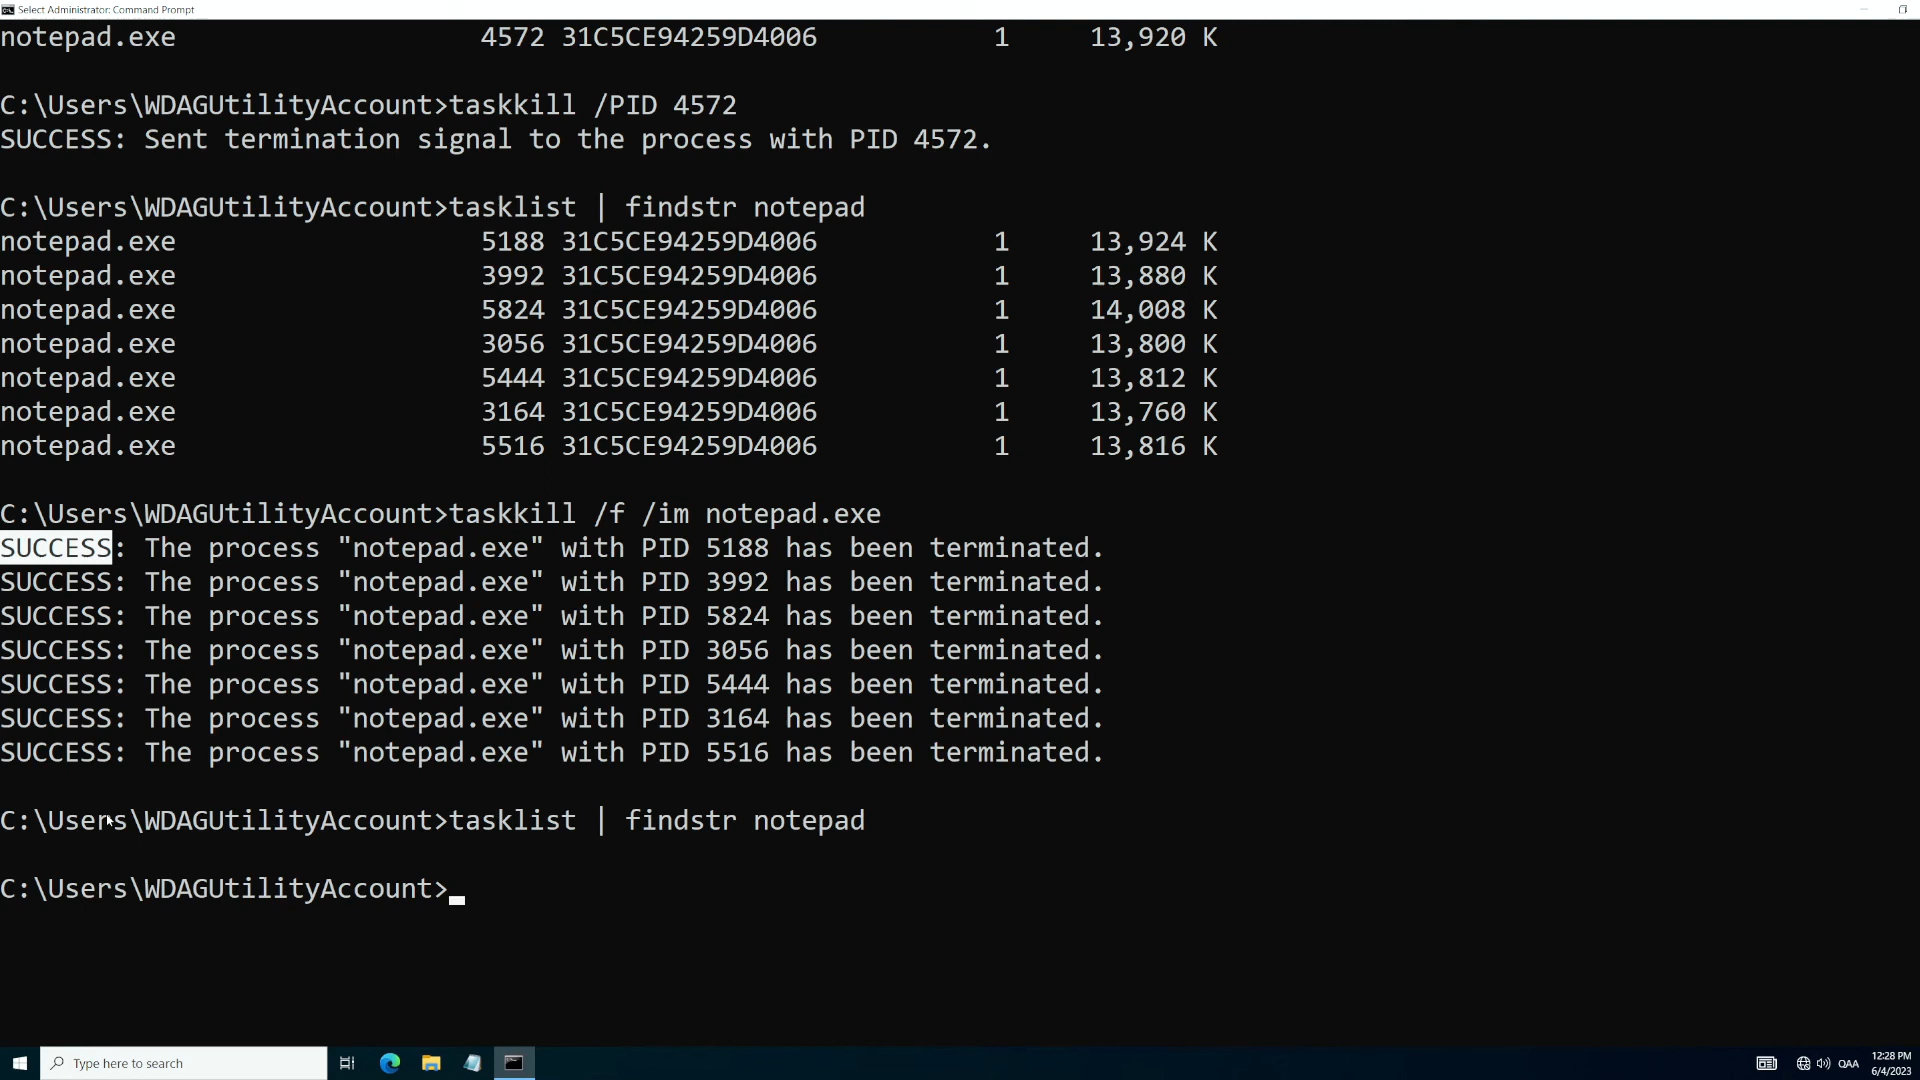 Select Administrator: Command Prompt
notepad.exe 4572 31C5CE94259D4006 1 13,920 K
C:\Users\WDAGUtilityAccount>taskkill /PID 4572
SUCCESS: Sent termination signal to the process with PID 4572.
C:\Users\WDAGUtilityAccount>tasklist | findstr notepad
notepad.exe 5188 31C5CE94259D4006 1 13,924 K
notepad.exe 3992 31C5CE94259D4006 1 13,880 K
notepad.exe 5824 31C5CE94259D4006 1 14,008 K
notepad.exe 3056 31C5CE94259D4006 1 13,800 K
notepad.exe 5444 31C5CE94259D4006 1 13,812 K
notepad.exe 3164 31C5CE94259D4006 1 13,760 K
notepad.exe 5516 31C5CE94259D4006 1 13,816 K
C:\Users\WDAGUtilityAccount>taskkill /f /im notepad.exe
SUCCESS: The process "notepad.exe" with PID 5188 has been terminated.
SUCCESS: The process "notepad.exe" with PID 3992 has been terminated.
SUCCESS: The process "notepad.exe" with PID 5824 has been terminated.
SUCCESS: The process "notepad.exe" with PID 3056 has been terminated.
SUCCESS: The process "notepad.exe" with PID 5444 has been terminated.
SUCCESS: The process "notepad.exe" with PID 3164 has been terminated.
SUCCESS: The process "notepad.exe" with PID 5516 has been terminated.
C:\Users\WDAGUtilityAccount>tasklist | findstr notepad
C:\Users\WDAGUtilityAccount>
Type here to search
QAA
12:28 PM
6/4/2023